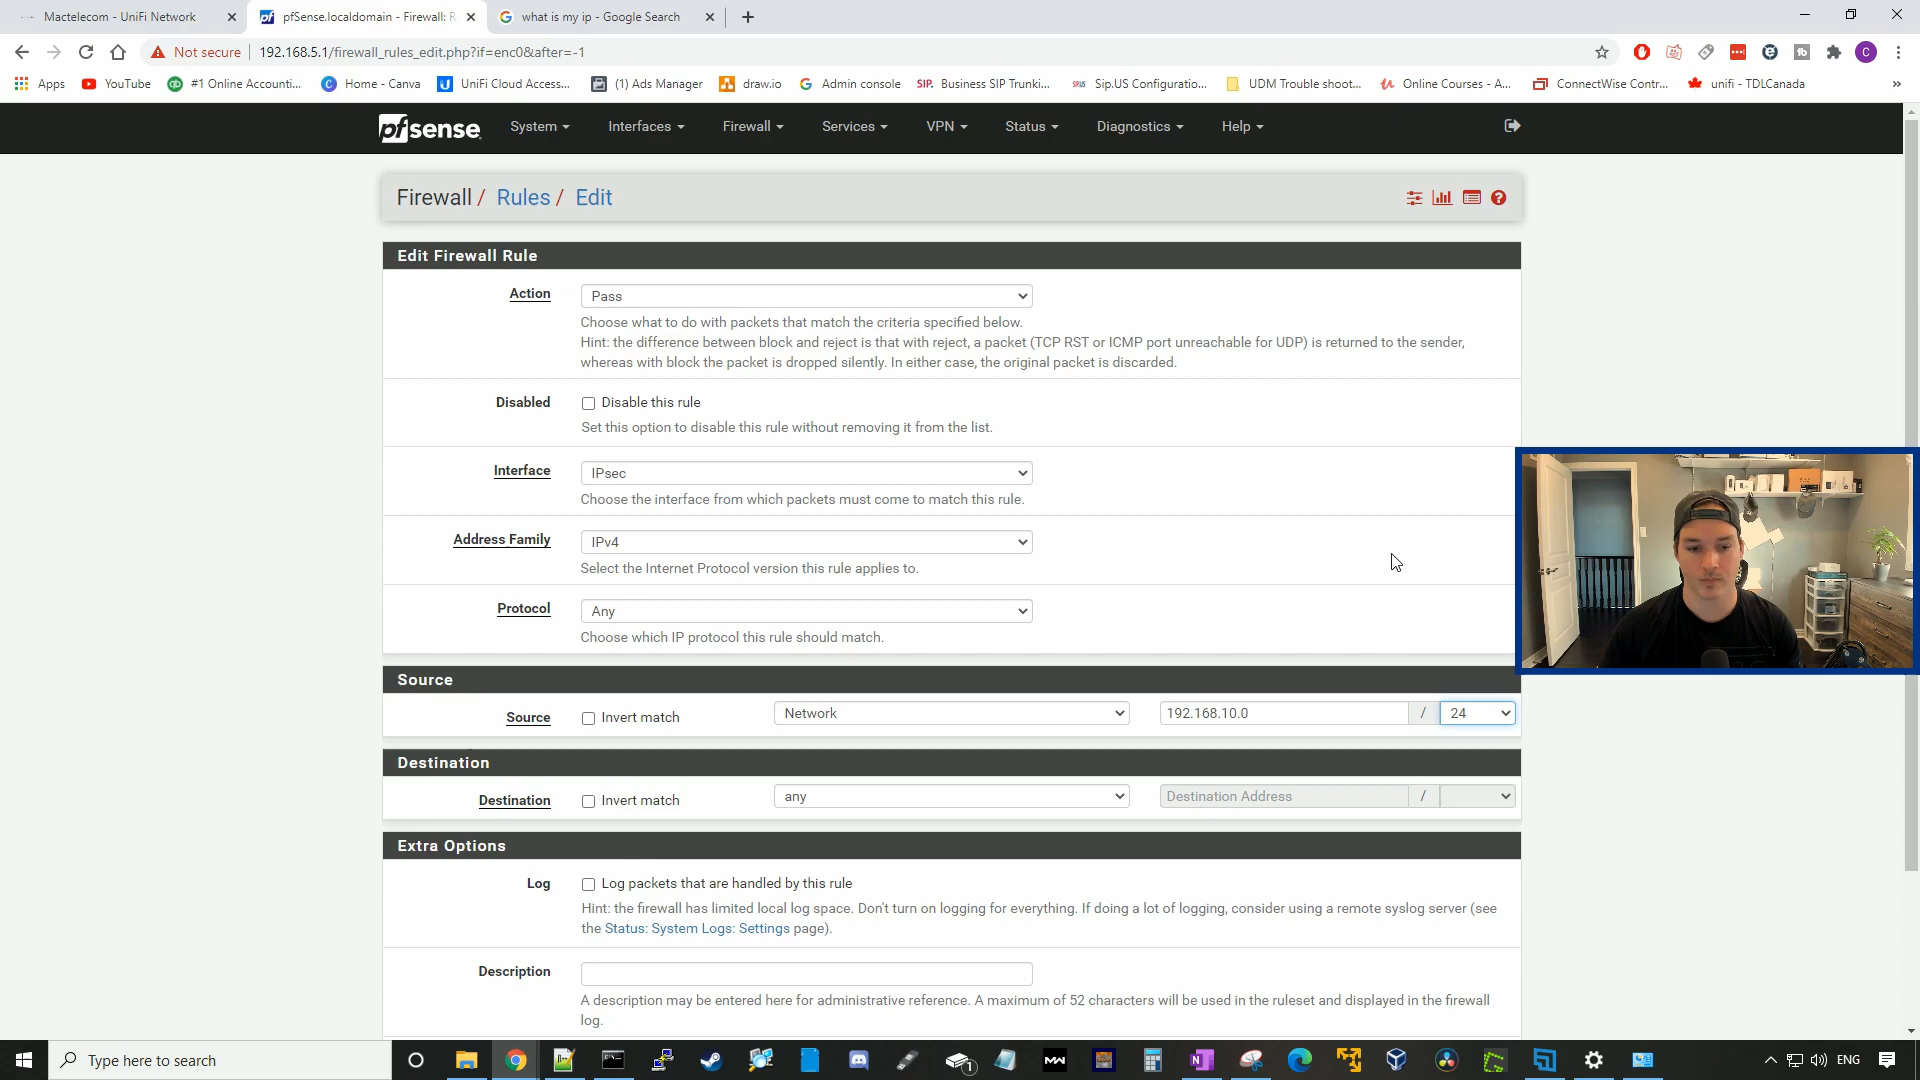 Mactelecom - UniFi Network
pfSense.localdomain - Firewall: R
what is my ip - Google Search
Not secure
192.168.5.1/firewall_rules_edit.php?if=enc0&after=-1
Apps
YouTube
#1 Online Accounti...
Home - Canva
UniFi Cloud Access...
(1) Ads Manager
draw.io
Admin console
SIP. Business SIP Trunki...
Sip.US Configuratio...
UDM Trouble shoot...
Online Courses - A...
ConnectWise Contr...
unifi - TDLCanada
»
pfsense
System
Interfaces
Firewall
Services
VPN
Status
Diagnostics
Help
Firewall / Rules / Edit
Edit Firewall Rule
Action
Pass
Choose what to do with packets that match the criteria specified below.
Hint: the difference between block and reject is that with reject, a packet (TCP RST or ICMP port unreachable for UDP) is returned to the sender,
whereas with block the packet is dropped silently. In either case, the original packet is discarded.
Disabled
Disable this rule
Set this option to disable this rule without removing it from the list.
Interface
IPsec
Choose the interface from which packets must come to match this rule.
Address Family
IPv4
Select the Internet Protocol version this rule applies to.
Protocol
Any
Choose which IP protocol this rule should match.
Source
Source
Invert match
Network
192.168.10.0
/
24
Destination
Destination
Invert match
any
Destination Address
/
Extra Options
Log
Log packets that are handled by this rule
Hint: the firewall has limited local log space. Don't turn on logging for everything. If doing a lot of logging, consider using a remote syslog server (see
the Status: System Logs: Settings page).
Description
A description may be entered here for administrative reference. A maximum of 52 characters will be used in the ruleset and displayed in the firewall
log.
Type here to search
ENG